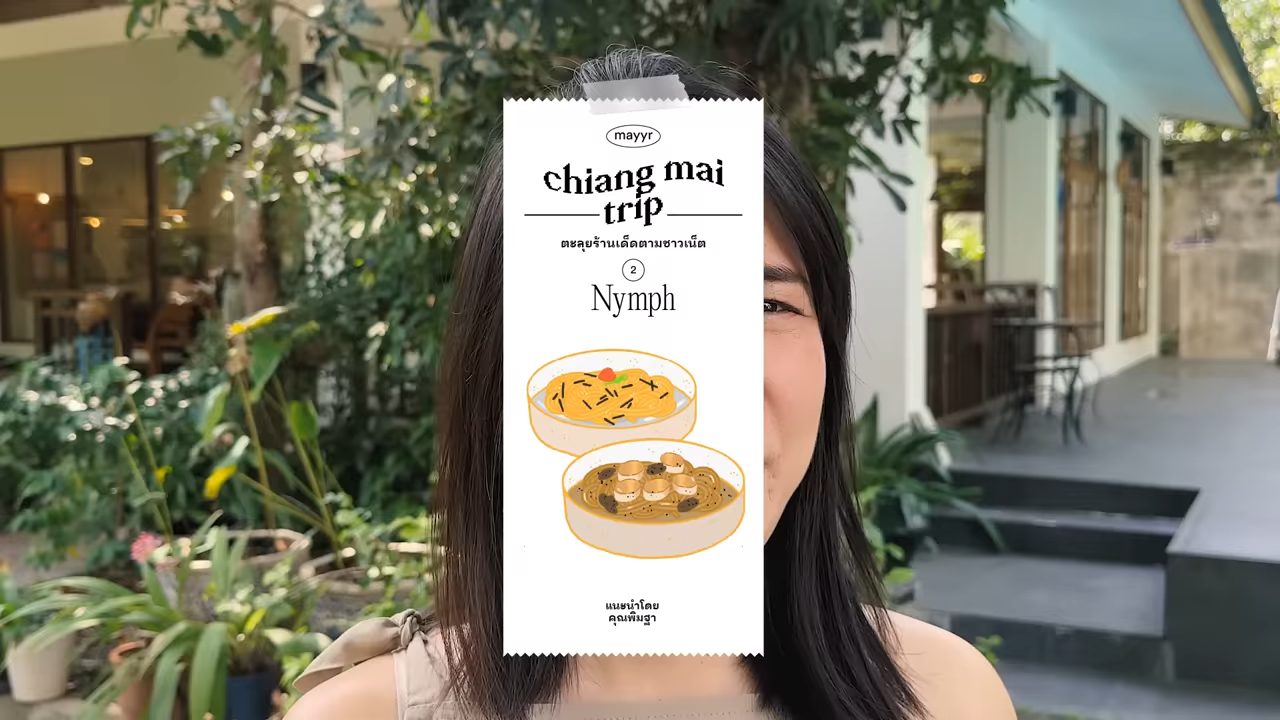 mayyr
chiang mai
trip
ตะลุยร้านเด็ดตามชาวเน็ต
2
Nymph
แนะนำโดย
คุณพิมฐา